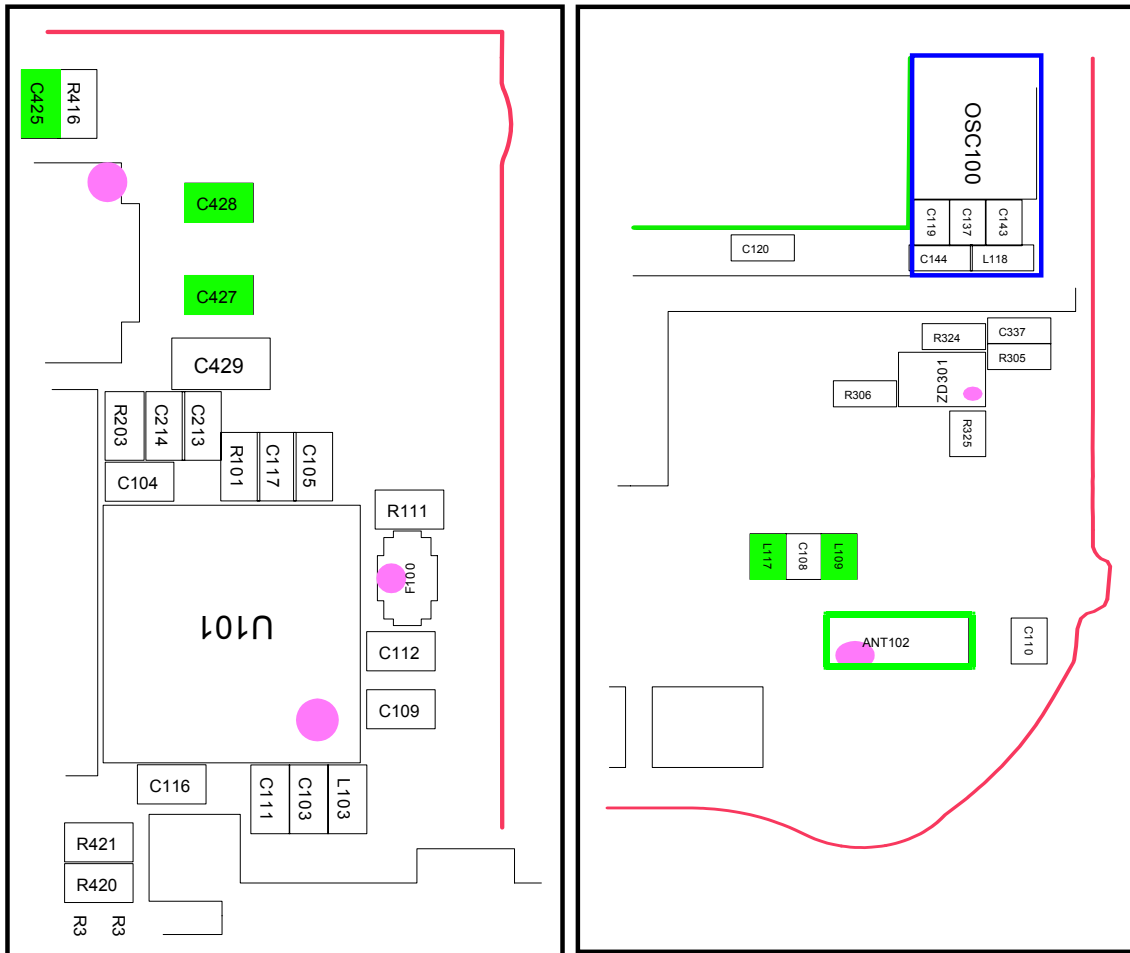 C425
R416
C428
C427
C429
R203
C214
C213
R101
C117
C105
C104
R111
F100
U101
C112
C109
C116
C111
C103
L103
R421
R420
R3
R3
OSC100
C119
C137
C143
C120
C144
L118
R324
C337
R305
ZD301
R306
R325
L117
C108
L109
ANT102
C110